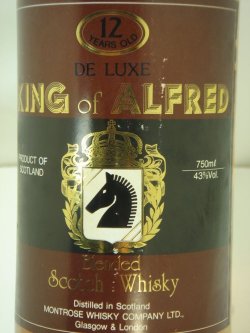 12
YEARS OLD
DE LUXE
KING of ALFRED
PRODUCT OF
SCOTLAND
750ml
43%Vol.
Blended
Scotch Whisky
Distilled in Scotland
MONTROSE WHISKY COMPANY LTD.,
Glasgow & London